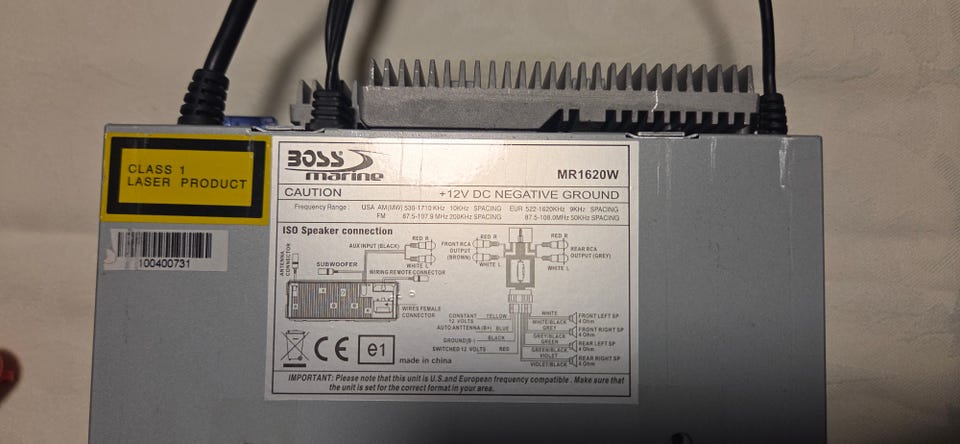 CLASS 1
LASER PRODUCT
100400731
BOSS
marine
MR1620W
CAUTION +12V DC NEGATIVE GROUND
Frequency Range : USA AM(MW) 530-1710 KHz 10KHz SPACING EUR 522-1620KHz 9KHz SPACING
FM 87.5-107.9 MHz 200KHz SPACING 87.5-108.0MHz 50KHz SPACING
ISO Speaker connection
ANTENNA
CONNECTOR
SUBWOOFER
AUX INPUT (BLACK)
RED R
WHITE L
WIRING REMOTE CONNECTOR
WIRES FEMALE
CONNECTOR
RED R
FRONT RCA
OUTPUT
(BROWN)
WHITE L
RED R
REAR RCA
OUTPUT (GREY)
WHITE L
CONSTANT
12 VOLTS
YELLOW
AUTO ANTTENNA (B+) BLUE
GROUND(B-) BLACK
SWITCHED 12 VOLTS RED
WHITE
WHITE/BLACK
FRONT LEFT SP
4 Ohm
GREY
GREY/BLACK
FRONT RIGHT SP
4 Ohm
GREEN
GREEN/BLACK
REAR LEFT SP
4 Ohm
VIOLET
VIOLET/BLACK
REAR RIGHT SP
4 Ohm
CE
e1
made in china
IMPORTANT: Please note that this unit is U.S.and European frequency compatible . Make sure that
the unit is set for the correct format in your area.